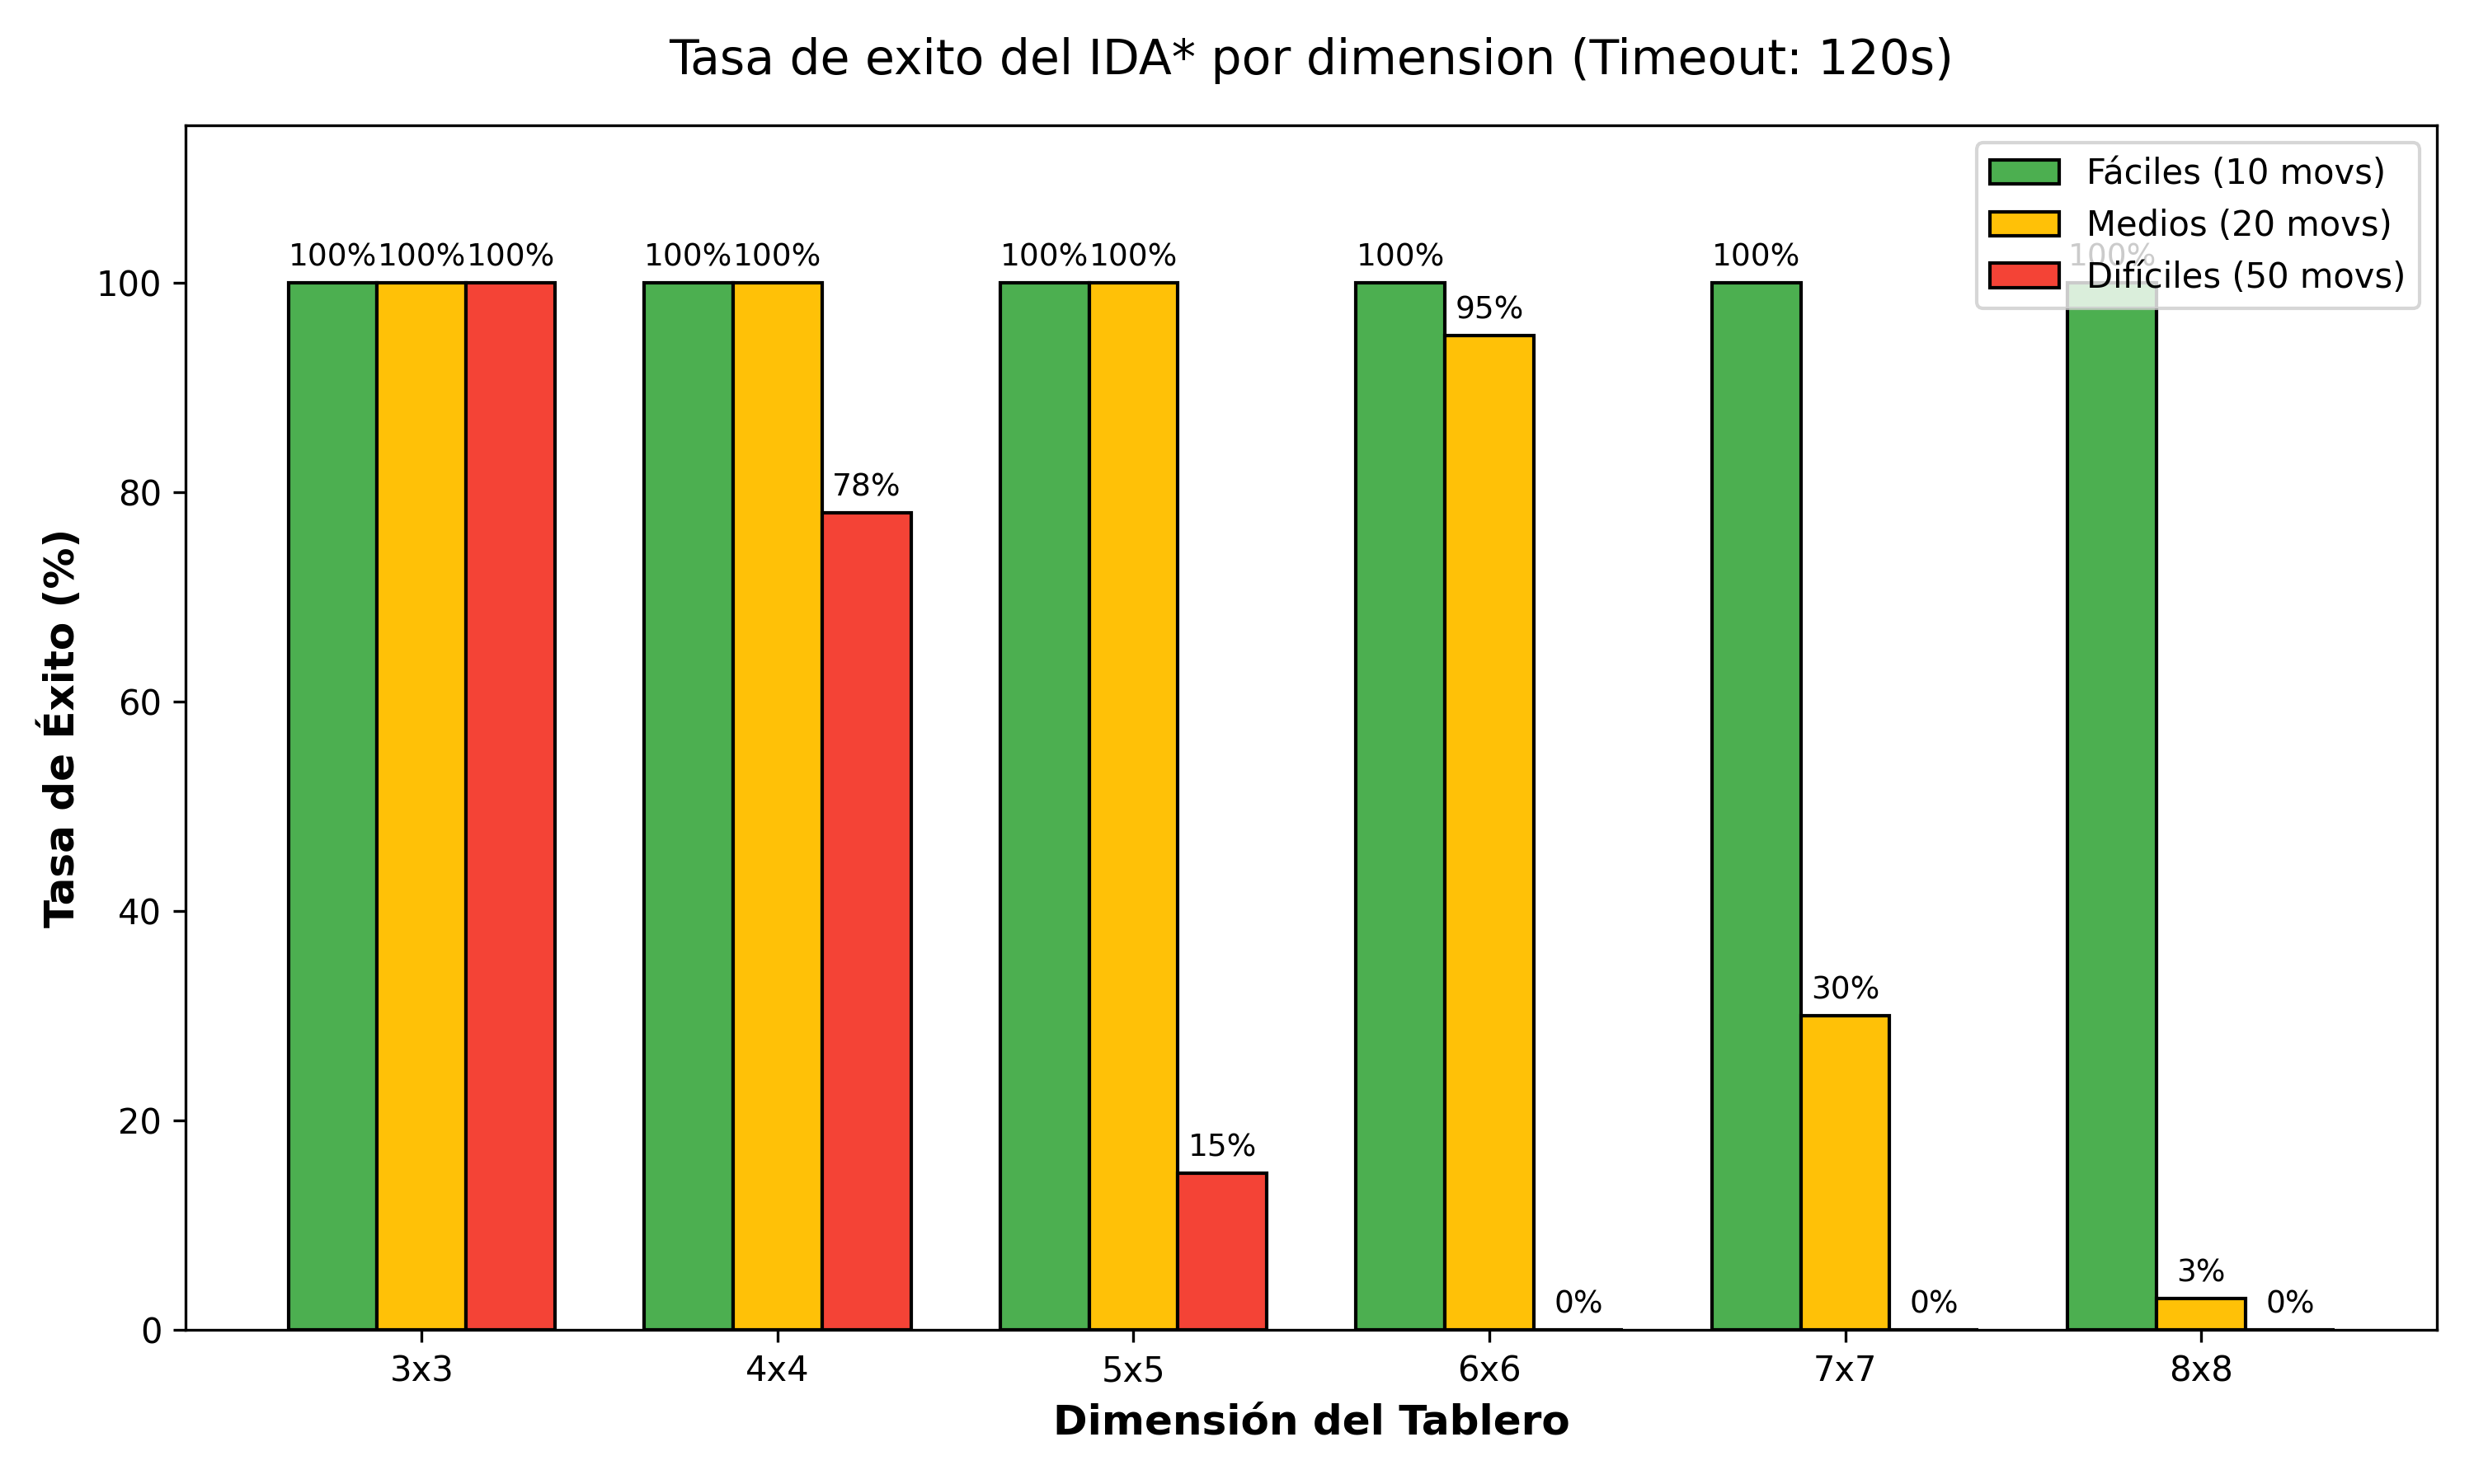 Tasa de exito del IDA* por dimension (Timeout: 120s)
Fáciles (10 movs)
Medios (20 movs)
Difíciles (50 movs)
100% 100% 100%
100% 100% 78%
100% 100% 15%
100% 95% 0%
100% 30% 0%
100% 3% 0%
Tasa de Éxito (%)
100
80
60
40
20
0
3x3 4x4 5x5 6x6 7x7 8x8
Dimensión del Tablero